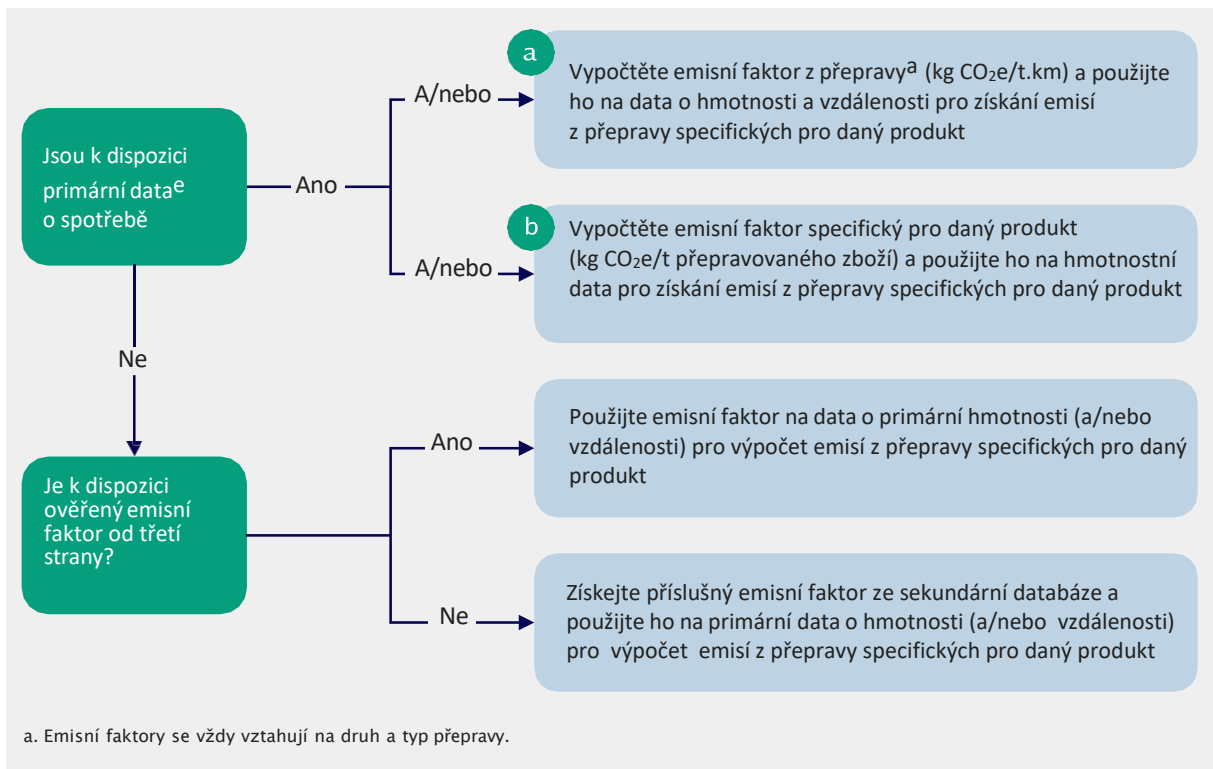 Jsou k dispozici
primární dataᵉ
o spotřebě
Ano
A/nebo
a
Vypočtěte emisní faktor z přepravyᵃ (kg CO₂e/t.km) a použijte
ho na data o hmotnosti a vzdálenosti pro získání emisí
z přepravy specifických pro daný produkt
A/nebo
b
Vypočtěte emisní faktor specifický pro daný produkt
(kg CO₂e/t přepravovaného zboží) a použijte ho na hmotnostní
data pro získání emisí z přepravy specifických pro daný produkt
Ne
Je k dispozici
ověřený emisní
faktor od třetí
strany?
Ano
Použijte emisní faktor na data o primární hmotnosti (a/nebo
vzdálenosti) pro výpočet emisí z přepravy specifických pro daný
produkt
Ne
Získejte příslušný emisní faktor ze sekundární databáze a
použijte ho na primární data o hmotnosti (a/nebo vzdálenosti)
pro výpočet emisí z přepravy specifických pro daný produkt
a. Emisní faktory se vždy vztahují na druh a typ přepravy.